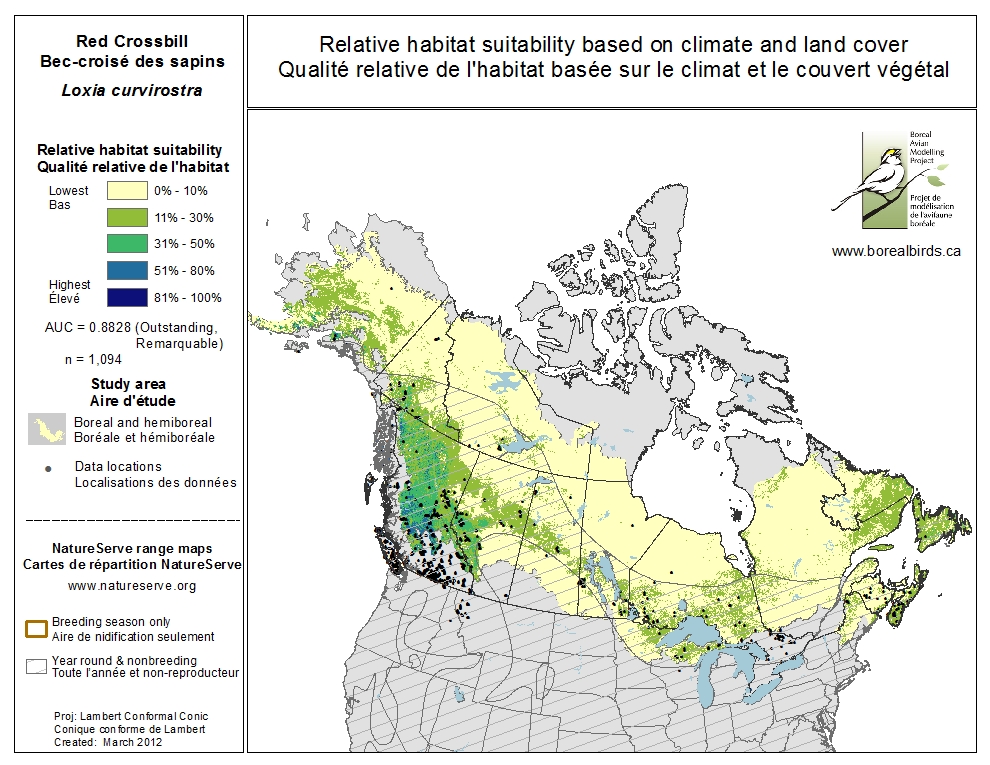 Red Crossbill
Bec-croisé des sapins
Loxia curvirostra
Relative habitat suitability based on climate and land cover
Qualité relative de l'habitat basée sur le climat et le couvert végétal
Relative habitat suitability
Qualité relative de l'habitat
Lowest
Bas
0% - 10%
11% - 30%
31% - 50%
51% - 80%
Highest
Élevé
81% - 100%
AUC = 0.8828 (Outstanding,
Remarquable)
n = 1,094
Study area
Aire d'étude
Boreal and hemiboreal
Boréale et hémiboréale
Data locations
Localisations des données
NatureServe range maps
Cartes de répartition NatureServe
www.natureserve.org
Breeding season only
Aire de nidification seulement
Year round & nonbreeding
Toute l'année et non-reproducteur
Proj: Lambert Conformal Conic
Conique conforme de Lambert
Created: March 2012
Boreal
Avian
Modelling
Project
Projet de
modélisation
de l'avifaune
boréale
www.borealbirds.ca